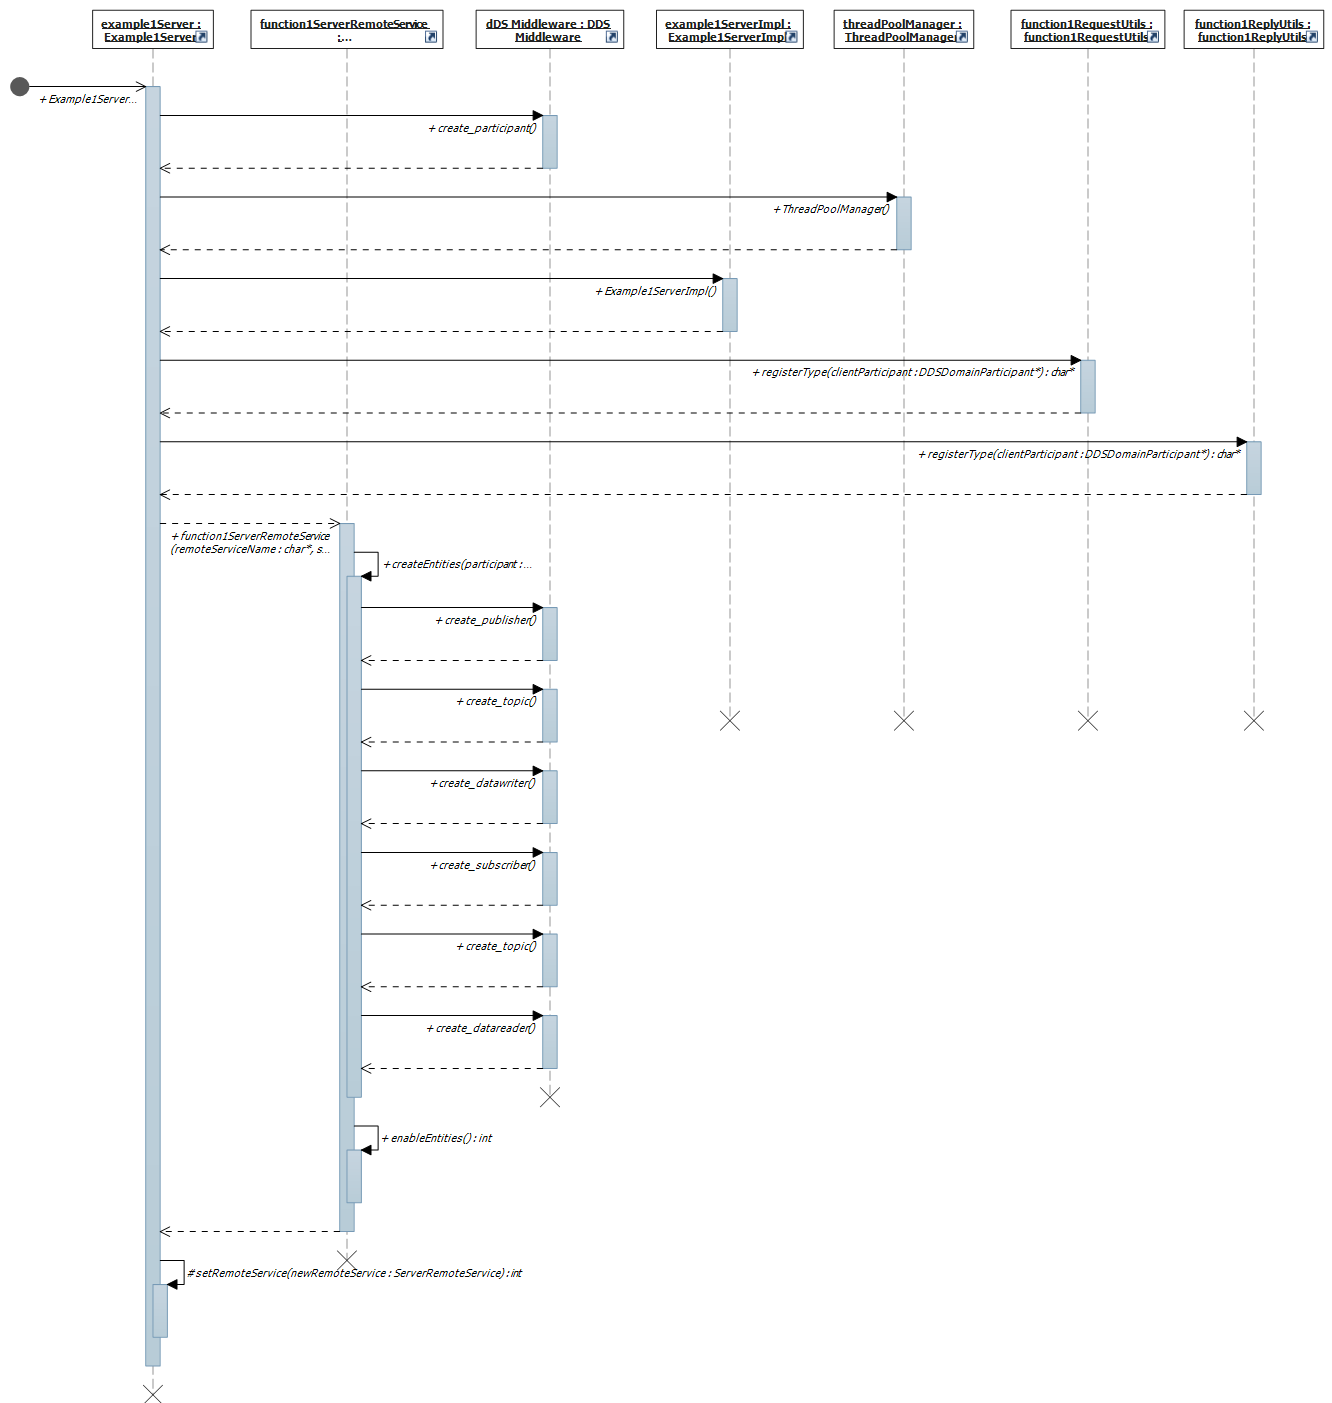 example1Server :
Example1Server
function1ServerRemoteService
:...
dDS Middleware : DDS
Middleware
example1ServerImpl :
Example1ServerImpl
threadPoolManager :
ThreadPoolManager
function1RequestUtils :
function1RequestUtils
function1ReplyUtils :
function1ReplyUtils
+ Example1Server...
+ create_participant()
+ ThreadPoolManager()
+ Example1ServerImpl()
+ registerType(clientParticipant : DDSDomainParticipant*) : char*
+ registerType(clientParticipant : DDSDomainParticipant*) : char*
+ function1ServerRemoteService
(remoteServiceName : char*, s...
+ createEntities(participant : ...
+ create_publisher()
+ create_topic()
+ create_datawriter()
+ create_subscriber()
+ create_topic()
+ create_datareader()
+ enableEntities() : int
# setRemoteService(newRemoteService : ServerRemoteService) : int